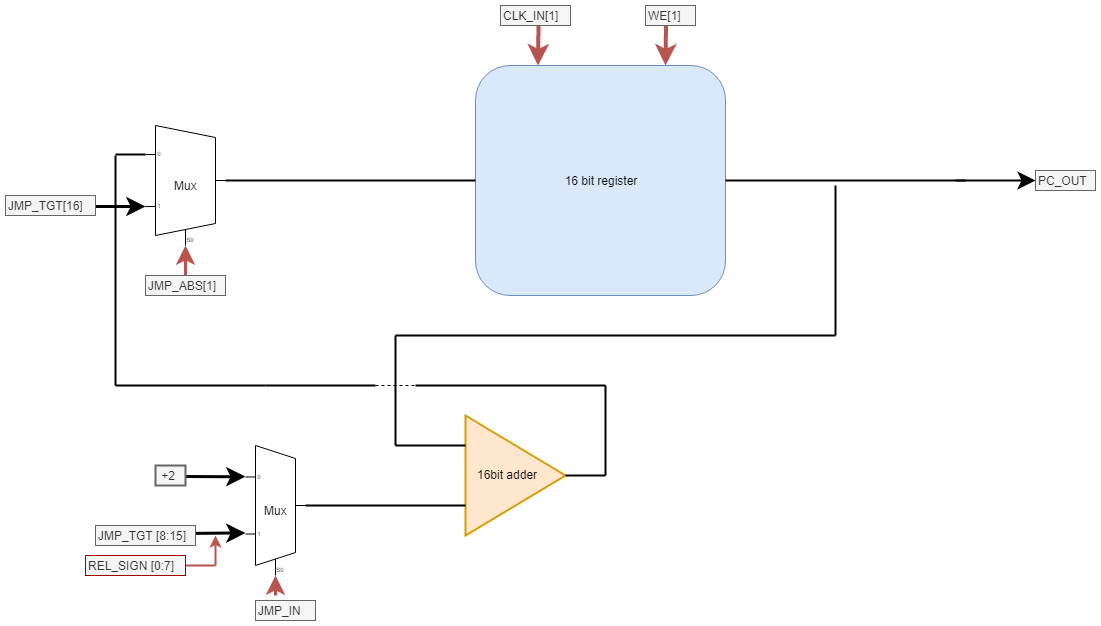 CLK_IN[1]
WE[1]
0
Mux
16 bit register
PC_OUT
JMP_TGT[16]
1
S0
JMP_ABS[1]
+2
0
16bit adder
Mux
JMP_TGT [8:15]
1
REL_SIGN [0:7]
S0
JMP_IN